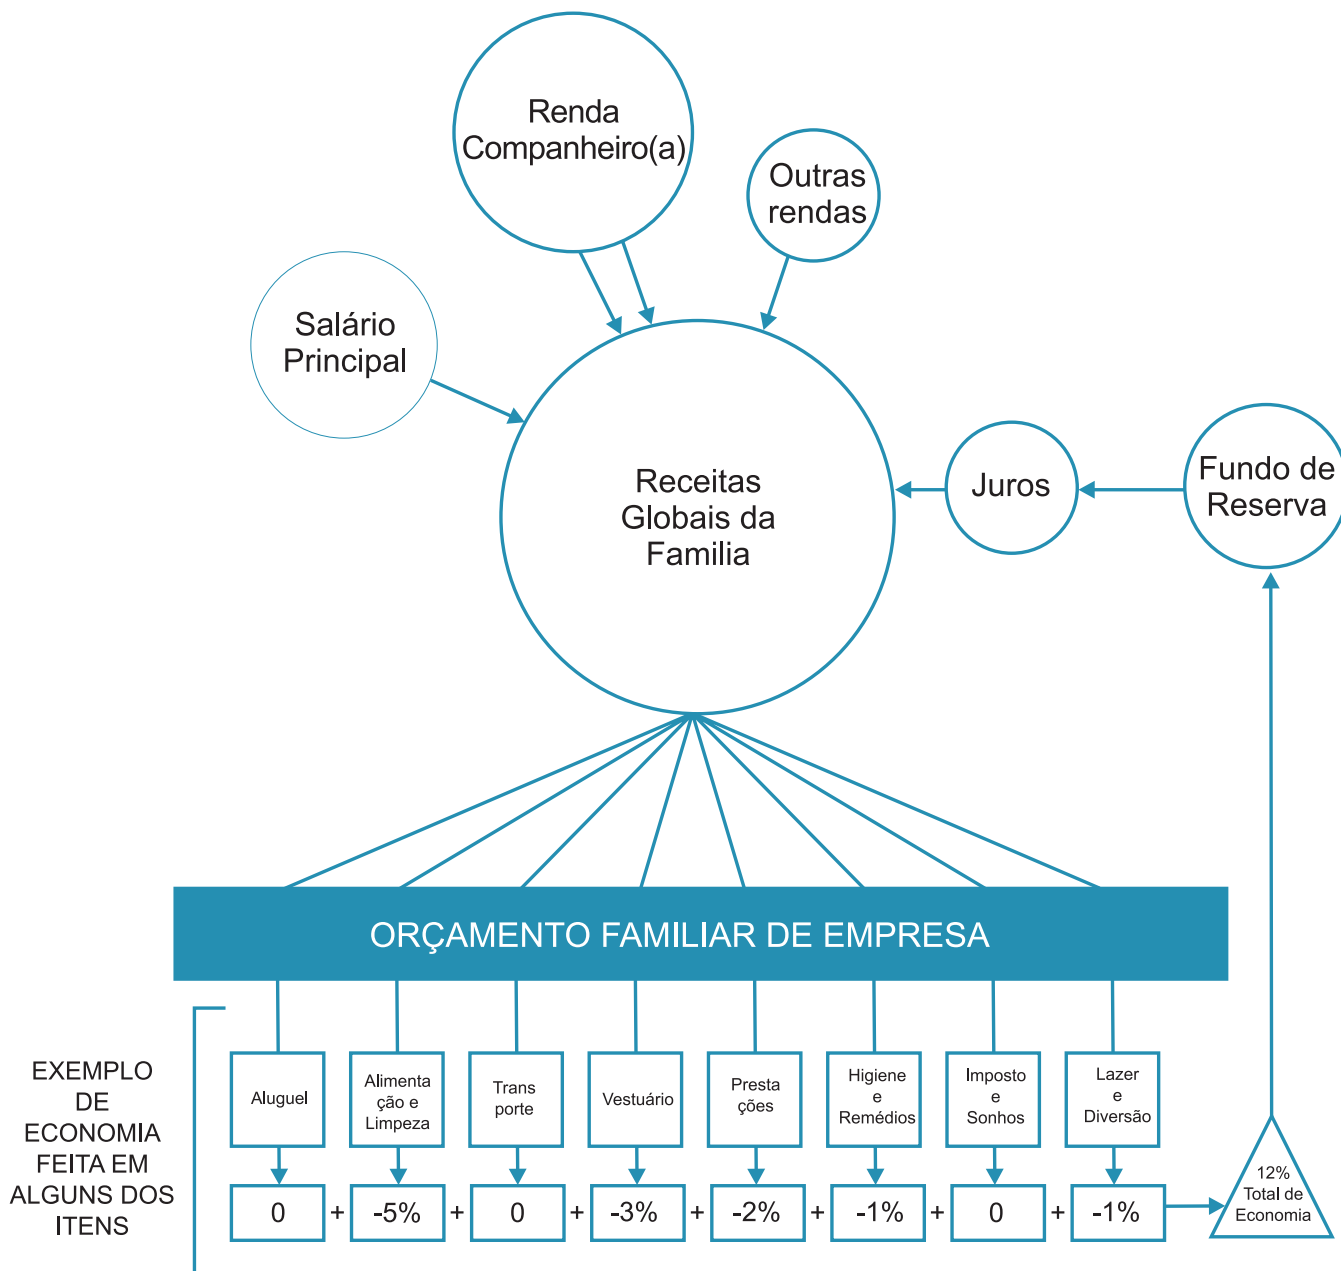 Renda
Companheiro(a)
Outras
rendas
Salário
Principal
Receitas
Globais da
Familia
Juros
Fundo de
Reserva
ORÇAMENTO FAMILIAR DE EMPRESA
EXEMPLO
DE
ECONOMIA
FEITA EM
ALGUNS DOS
ITENS
Aluguel
Alimenta
ção e
Limpeza
Trans
porte
Vestuário
Presta
ções
Higiene
e
Remédios
Imposto
e
Sonhos
Lazer
e
Diversão
0 + -5% + 0 + -3% + -2% + -1% + 0 + -1%
12%
Total de
Economia